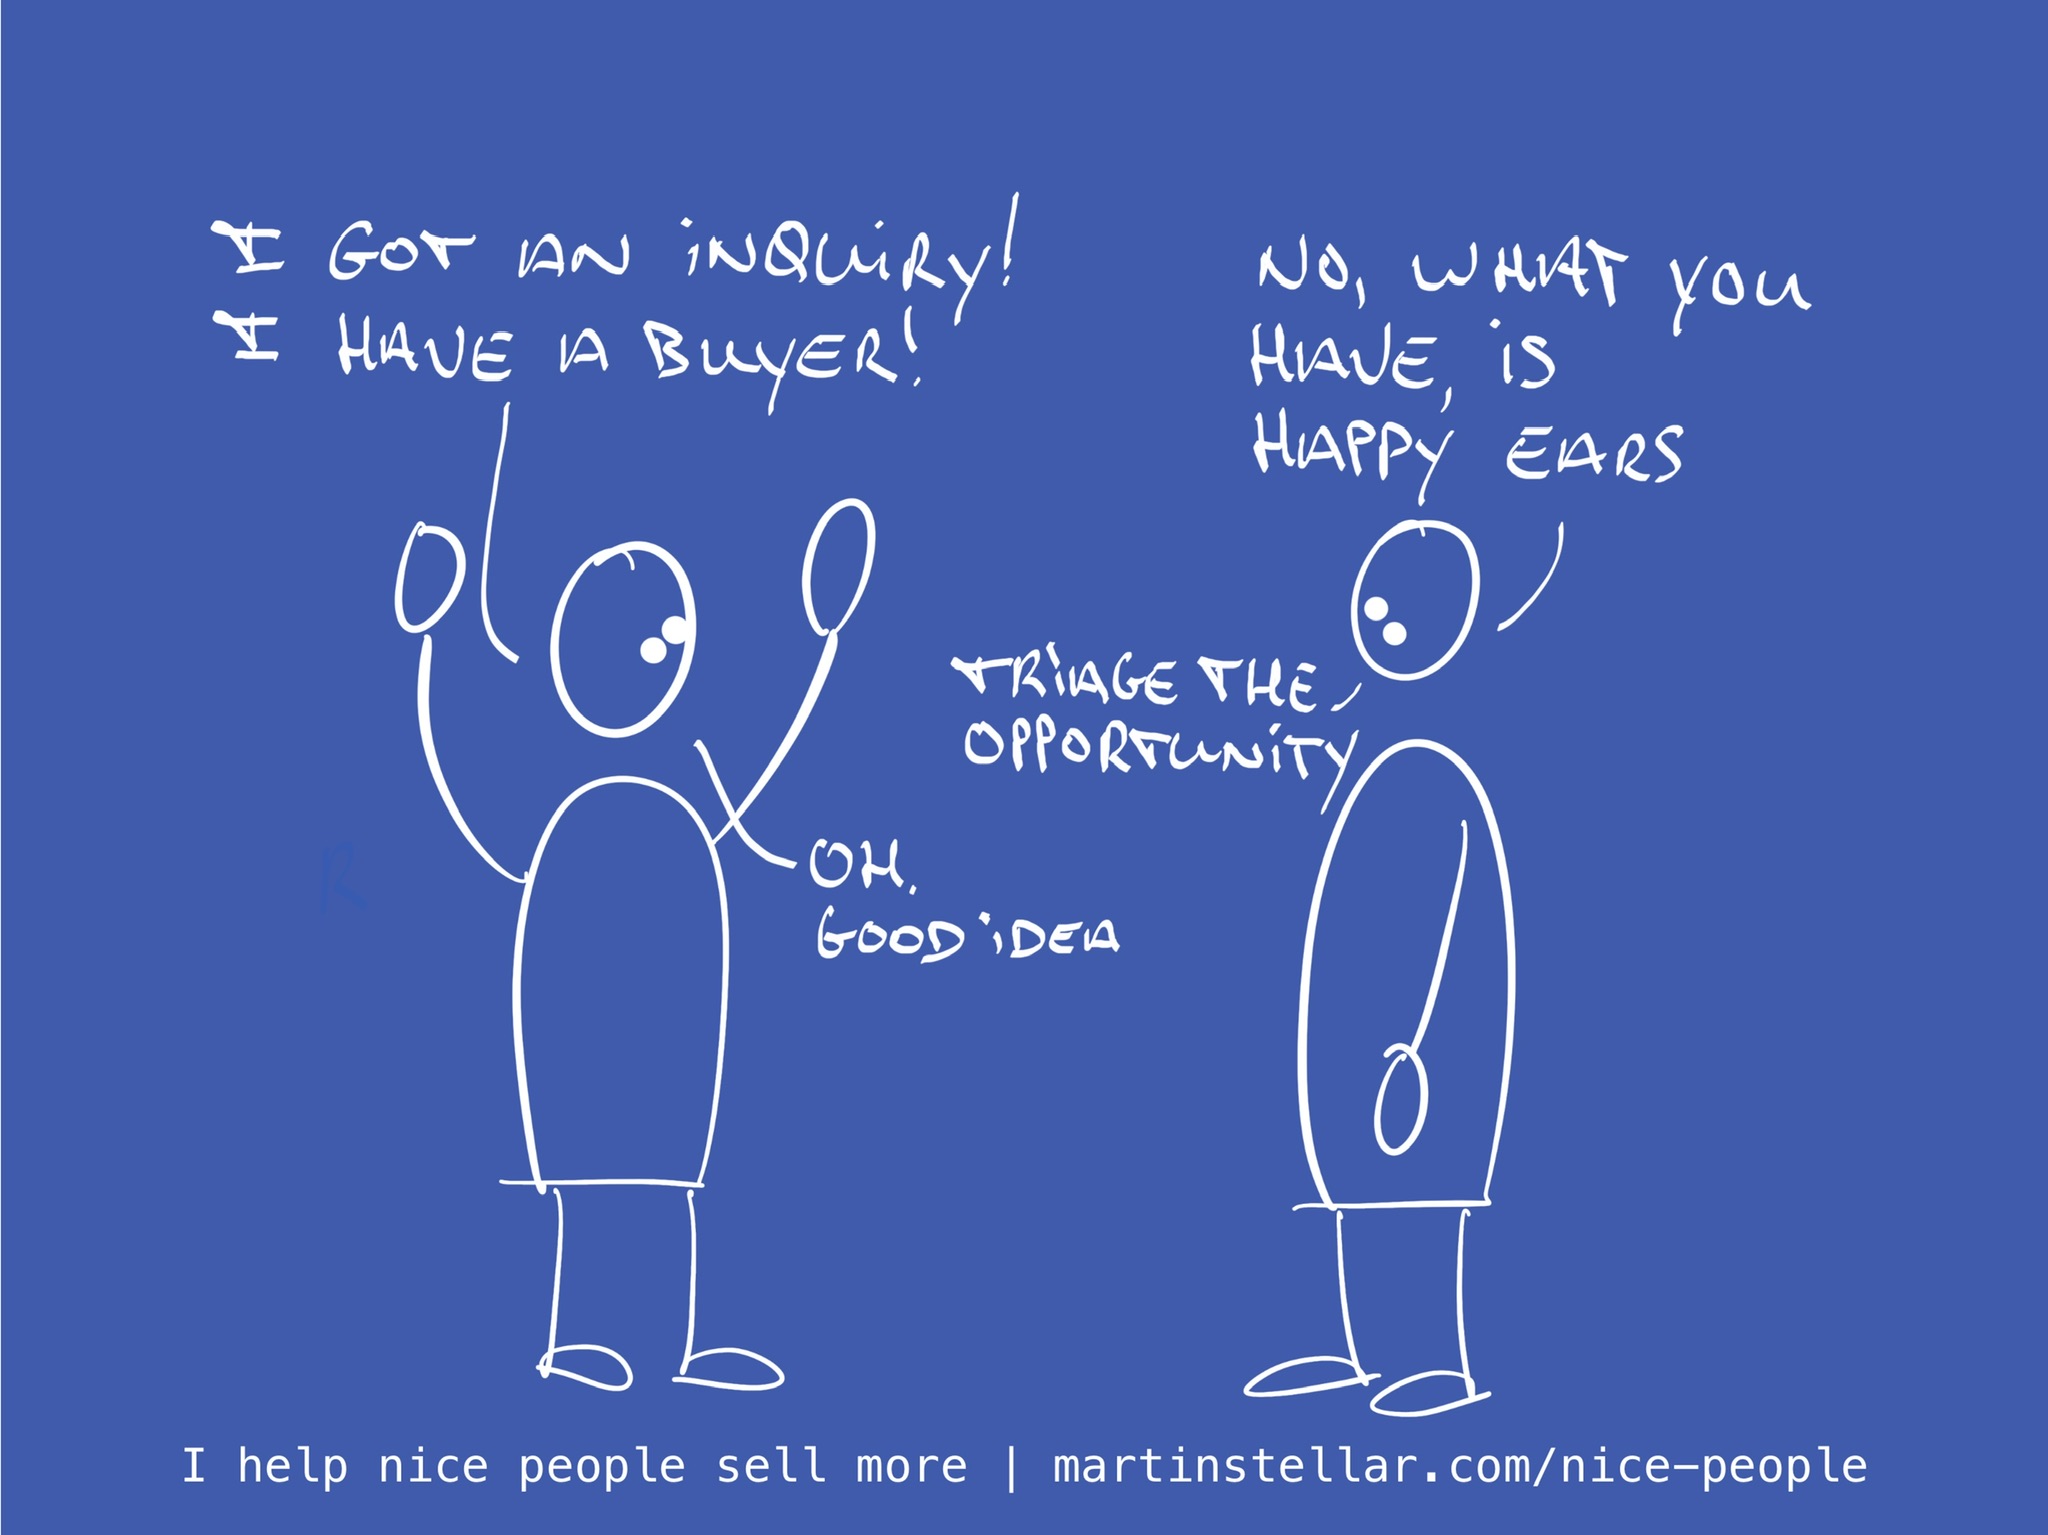 I GOT AN INQUIRY!
I HAVE A BUYER!
NO, WHAT YOU
HAVE, IS
HAPPY EARS
TRIAGE THE
OPPORTUNITY
OH.
GOOD IDEA
R
I help nice people sell more | martinstellar.com/nice-people